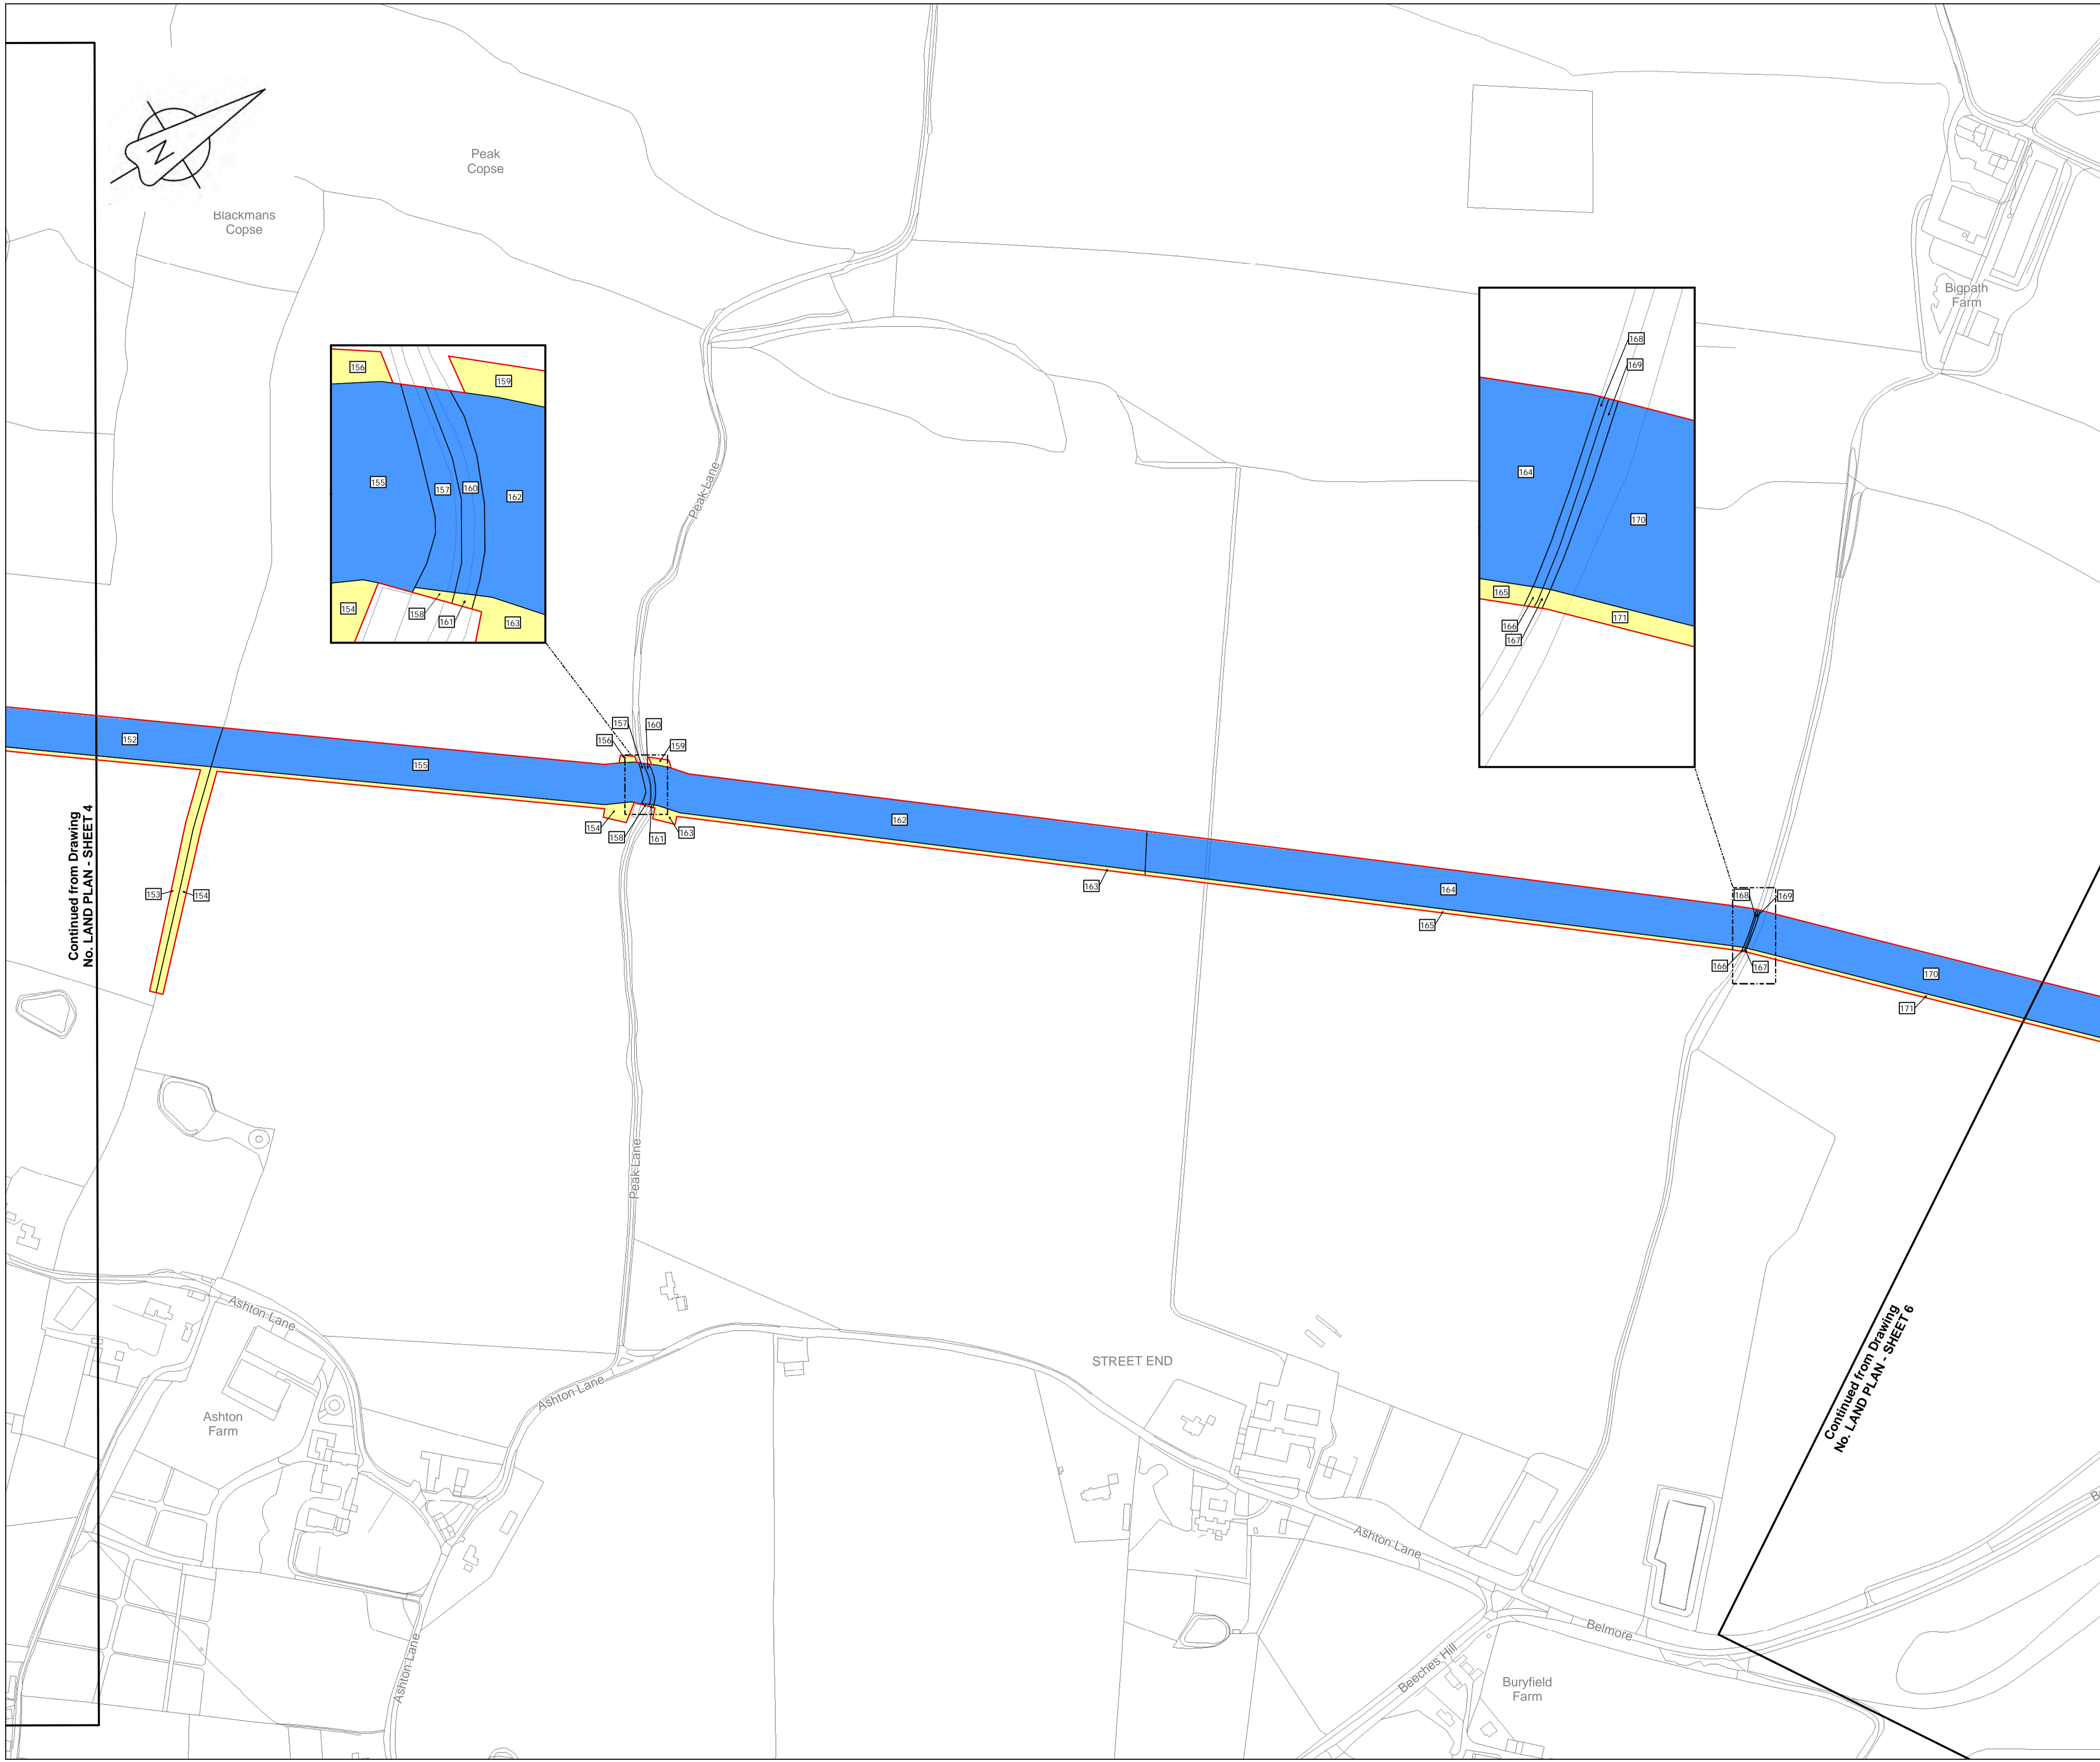 Peak
Copse
N
Blackmans
Copse
Bigpath
Farm
156
159
155
157
160
162
154
158
161
163
168
169
164
170
165
171
166
167
Peak Lane
152
155
157
160
156
159
154
158
161
163
162
163
164
165
168
169
166
167
170
171
153
154
Continued from Drawing
No. LAND PLAN - SHEET 4
Peak Lane
Ashton Lane
Ashton Lane
Ashton
Farm
STREET END
Continued from Drawing
No. LAND PLAN - SHEET 6
Ashton Lane
Ashton Lane
Belmore
Beeches Hill
Buryfield
Farm